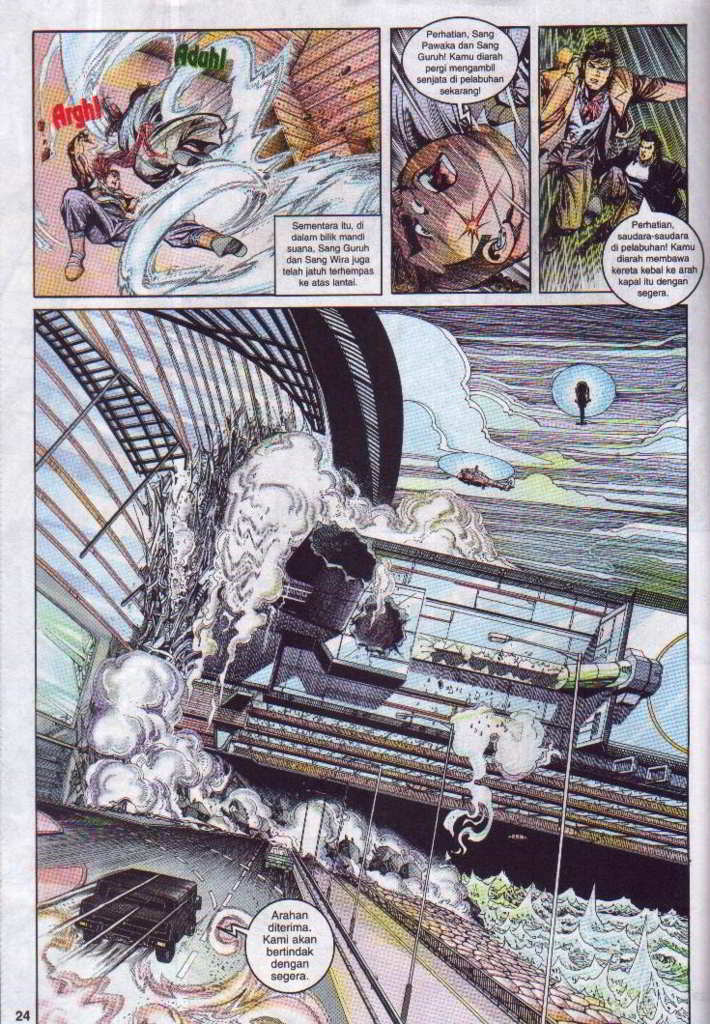 Arghl
Aduhl
Sementara itu, di
dalam bilik mandi
suana, Sang Guruh
dan Sang Wira juga
telah jatuh terhempas
ke atas lantai.
Perhatian, Sang
Pawaka dan Sang
Guruh! Kamu diarah
pergi mengambil
senjata di pelabuhan
sekarang!
Perhatian,
saudara-saudara
di pelabuhan! Kamu
diarah membawa
kereta kebal ke arah
kapal itu dengan
segera.
Arahan
diterima.
Kami akan
bertindak
dengan
segera.
24